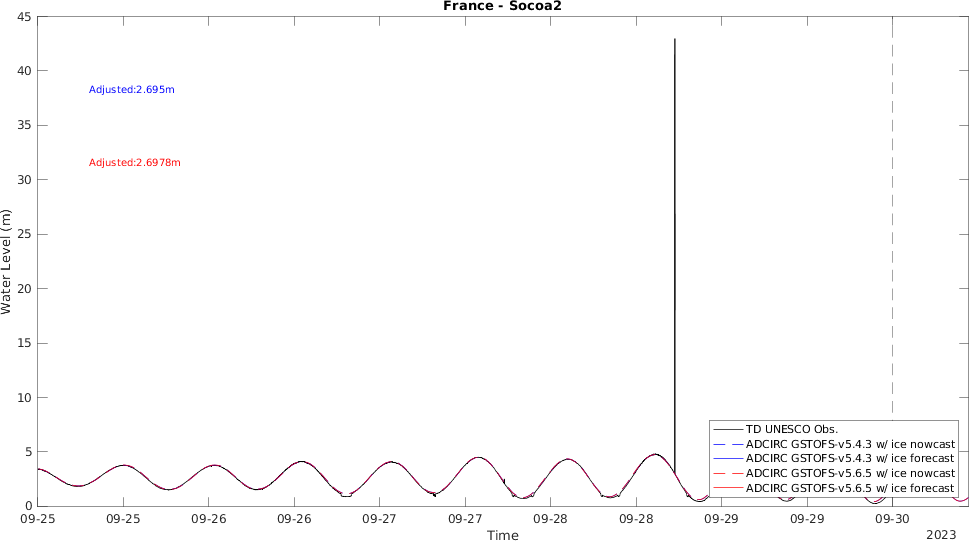 France - Socoa2
45
40
35
30
25
20
15
10
5
0
Water Level (m)
Adjusted:2.695m
Adjusted:2.6978m
TD UNESCO Obs.
ADCIRC GSTOFS-v5.4.3 w/ ice nowcast
ADCIRC GSTOFS-v5.4.3 w/ ice forecast
ADCIRC GSTOFS-v5.6.5 w/ ice nowcast
ADCIRC GSTOFS-v5.6.5 w/ ice forecast
09-25 09-25 09-26 09-26 09-27 09-27 09-28 09-28 09-29 09-29 09-30
Time
2023